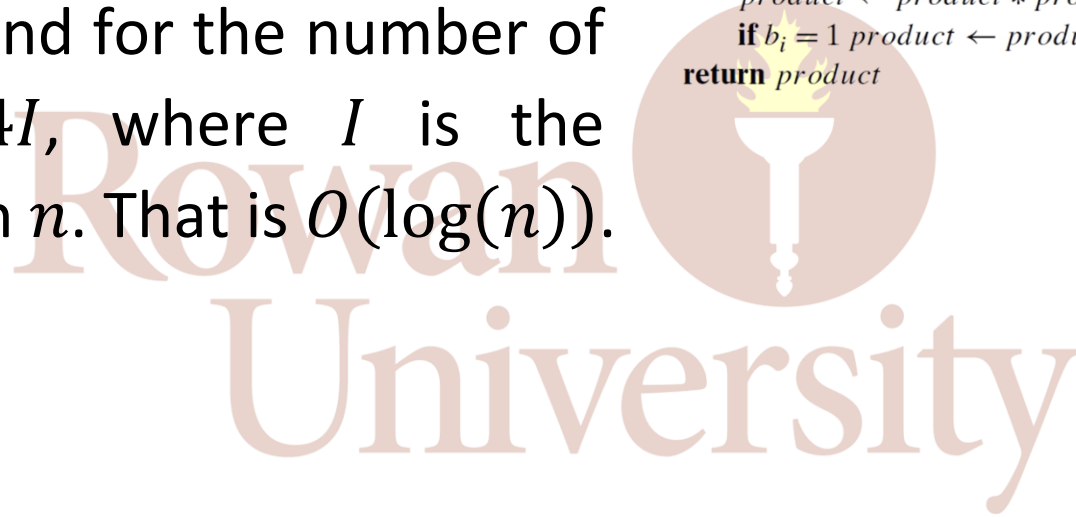 nd for the number of
I, where I is the
n. That is O(log(n)).
if b_i = 1 product ←
return product
Rowan
University